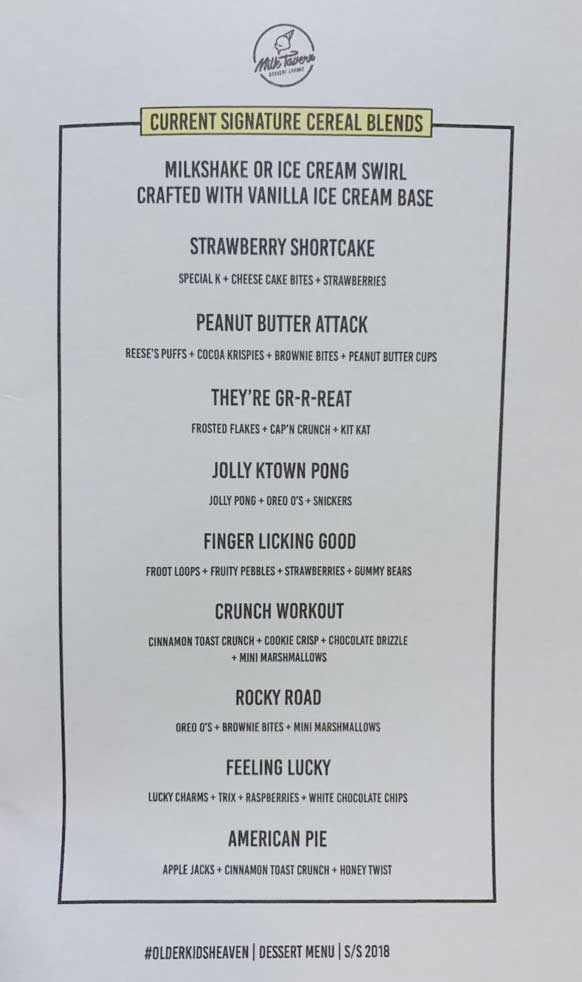 Milk Tavern
DESSERT LOUNGE
CURRENT SIGNATURE CEREAL BLENDS
MILKSHAKE OR ICE CREAM SWIRL
CRAFTED WITH VANILLA ICE CREAM BASE
STRAWBERRY SHORTCAKE
SPECIAL K + CHEESE CAKE BITES + STRAWBERRIES
PEANUT BUTTER ATTACK
REESE'S PUFFS + COCOA KRISPIES + BROWNIE BITES + PEANUT BUTTER CUPS
THEY'RE GR-R-REAT
FROSTED FLAKES + CAP'N CRUNCH + KIT KAT
JOLLY KTOWN PONG
JOLLY PONG + OREO O'S + SNICKERS
FINGER LICKING GOOD
FROOT LOOPS + FRUITY PEBBLES + STRAWBERRIES + GUMMY BEARS
CRUNCH WORKOUT
CINNAMON TOAST CRUNCH + COOKIE CRISP + CHOCOLATE DRIZZLE
+ MINI MARSHMALLOWS
ROCKY ROAD
OREO O'S + BROWNIE BITES + MINI MARSHMALLOWS
FEELING LUCKY
LUCKY CHARMS + TRIX + RASPBERRIES + WHITE CHOCOLATE CHIPS
AMERICAN PIE
APPLE JACKS + CINNAMON TOAST CRUNCH + HONEY TWIST
#OLDERKIDSHEAVEN | DESSERT MENU | S/S 2018